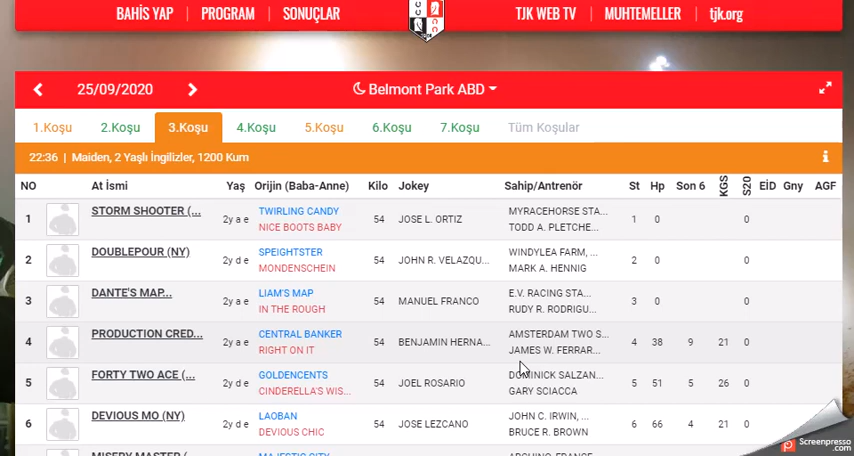 BAHİS YAP | PROGRAM | SONUÇLAR | TJK WEB TV | MUHTEMELLER | tjk.org
25/09/2020 Belmont Park ABD
1.Koşu 2.Koşu 3.Koşu 4.Koşu 5.Koşu 6.Koşu 7.Koşu Tüm Koşular
22:36 | Maiden, 2 Yaşlı İngilizler, 1200 Kum
NO At İsmi Yaş Orijin (Baba-Anne) Kilo Jokey Sahip/Antrenör St Hp Son 6 KGS S20 EİD Gny AGF
1 STORM SHOOTER (... 2y a e TWIRLING CANDY 54 JOSE L. ORTIZ MYRACEHORSE STA... 1 0 0
NICE BOOTS BABY TODD A. PLETCHE...
2 DOUBLEPOUR (NY) 2y d e SPEIGHTSTER 54 JOHN R. VELAZQU... WINDYLEA FARM, ... 2 0 0
MONDENSCHEIN MARK A. HENNIG
3 DANTE'S MAP... 2y a e LIAM'S MAP 54 MANUEL FRANCO E.V. RACING STA... 3 0 0
IN THE ROUGH RUDY R. RODRIGU...
4 PRODUCTION CRED... 2y a e CENTRAL BANKER 54 BENJAMIN HERNA... AMSTERDAM TWO S... 4 38 9 21 0
RIGHT ON IT JAMES W. FERRAR...
5 FORTY TWO ACE (... 2y d e GOLDENCENTS 54 JOEL ROSARIO DOMINICK SALZAN... 5 51 5 26 0
CINDERELLA'S WIS... GARY SCIACCA
6 DEVIOUS MO (NY) 2y d e LAOBAN 54 JOSE LEZCANO JOHN C. IRWIN, ... 6 66 4 21 0
DEVIOUS CHIC BRUCE R. BROWN
MISERY MASTER ( MAJESTIC CITY
Screenpresso
.com